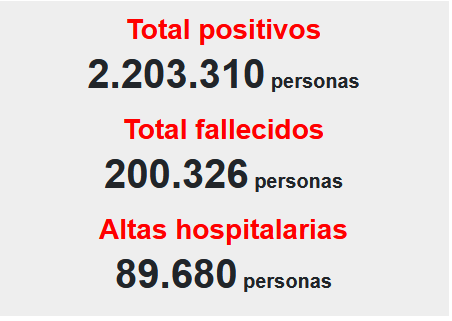 Total positivos
2.203.310 personas
Total fallecidos
200.326 personas
Altas hospitalarias
89.680 personas